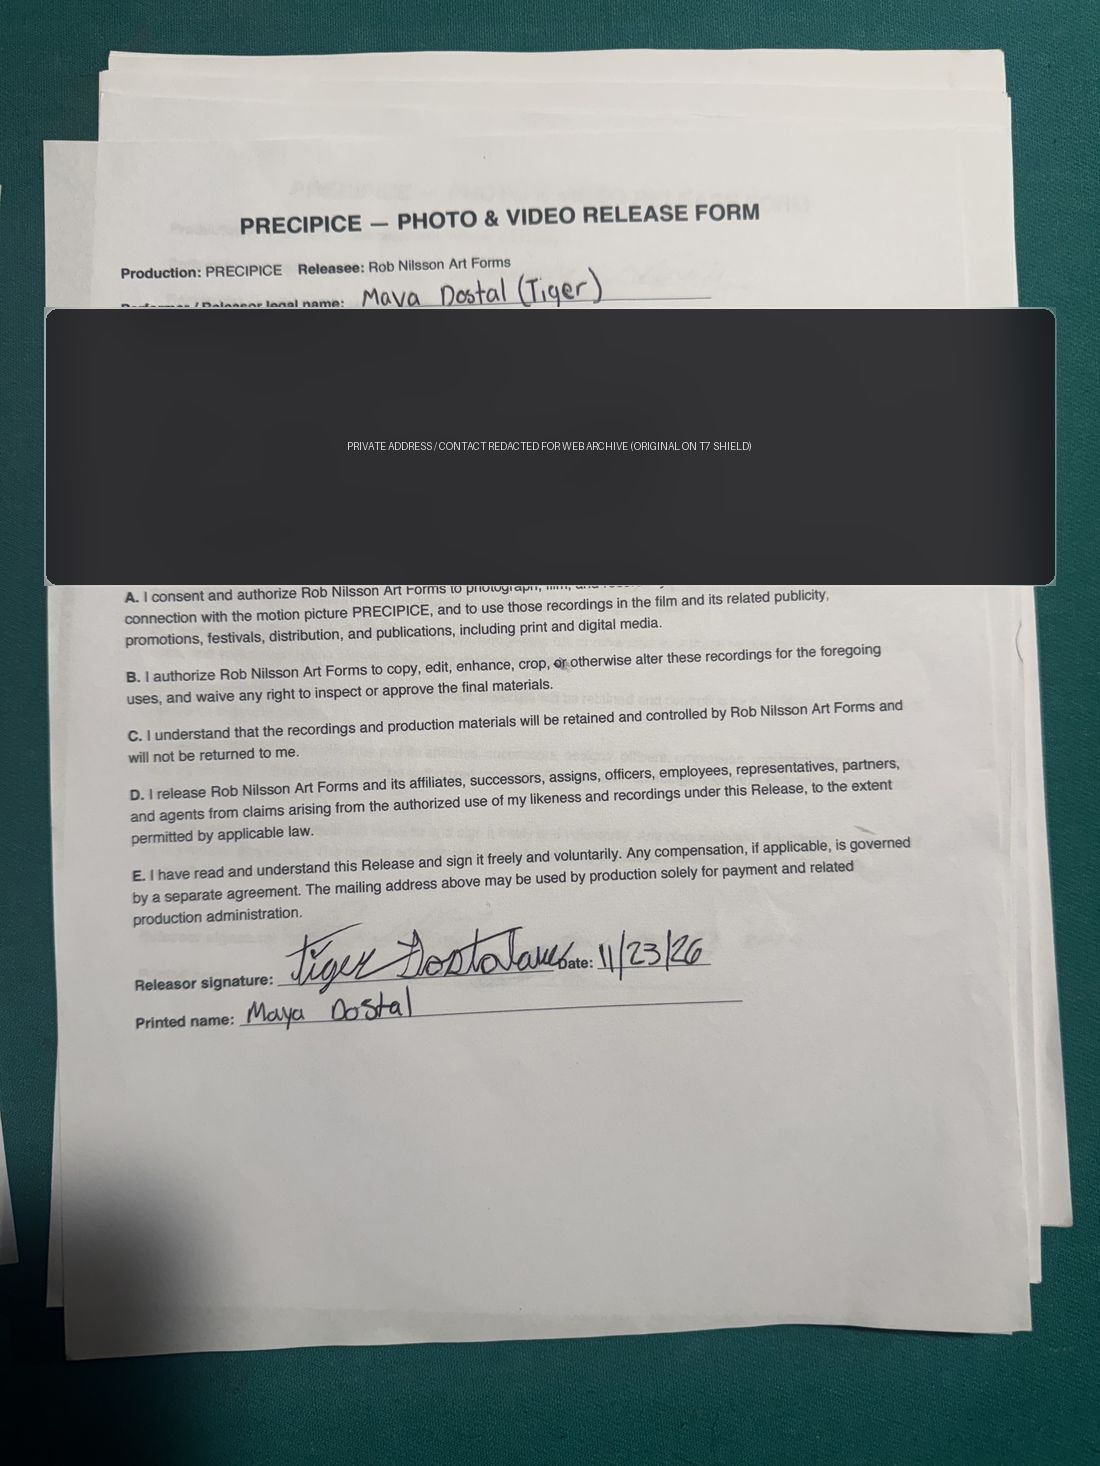 PRECIPICE — PHOTO & VIDEO RELEASE FORM
Production: PRECIPICE Releasee: Rob Nilsson Art Forms
Performer / Releasor legal name: Maya Dostal (Tiger)
PRIVATE ADDRESS / CONTACT REDACTED FOR WEB ARCHIVE (ORIGINAL ON T7 SHIELD)
A. I consent and authorize Rob Nilsson Art Forms to photograph, film, and
connection with the motion picture PRECIPICE, and to use those recordings in the film and its related publicity,
promotions, festivals, distribution, and publications, including print and digital media.
B. I authorize Rob Nilsson Art Forms to copy, edit, enhance, crop, or otherwise alter these recordings for the foregoing
uses, and waive any right to inspect or approve the final materials.
C. I understand that the recordings and production materials will be retained and controlled by Rob Nilsson Art Forms and
will not be returned to me.
D. I release Rob Nilsson Art Forms and its affiliates, successors, assigns, officers, employees, representatives, partners,
and agents from claims arising from the authorized use of my likeness and recordings under this Release, to the extent
permitted by applicable law.
E. I have read and understand this Release and sign it freely and voluntarily. Any compensation, if applicable, is governed
by a separate agreement. The mailing address above may be used by production solely for payment and related
production administration.
Releasor signature: Tiger Date: 11/23/26
Printed name: Maya Dostal